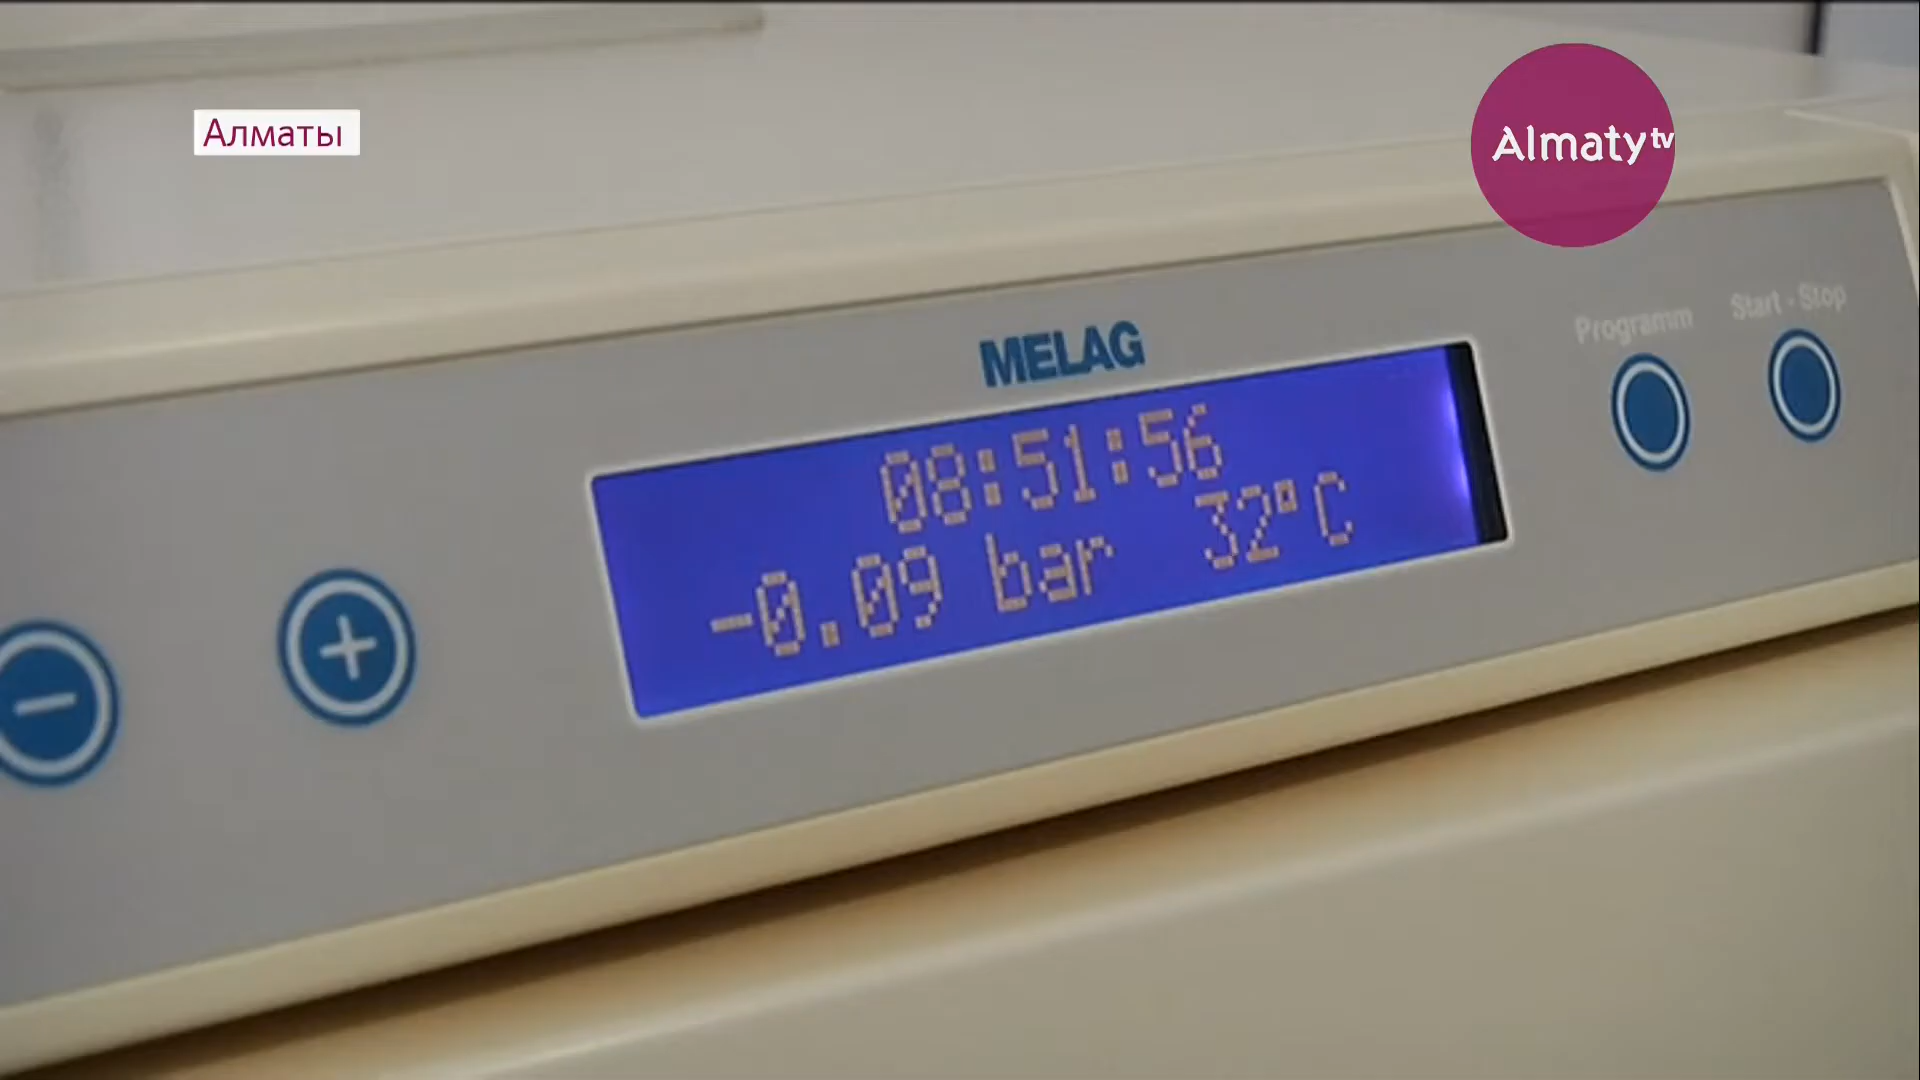 Алматы
Almaty tv
MELAG
Programm
Start - Stop
08:51:56
-0.09 bar 32°C